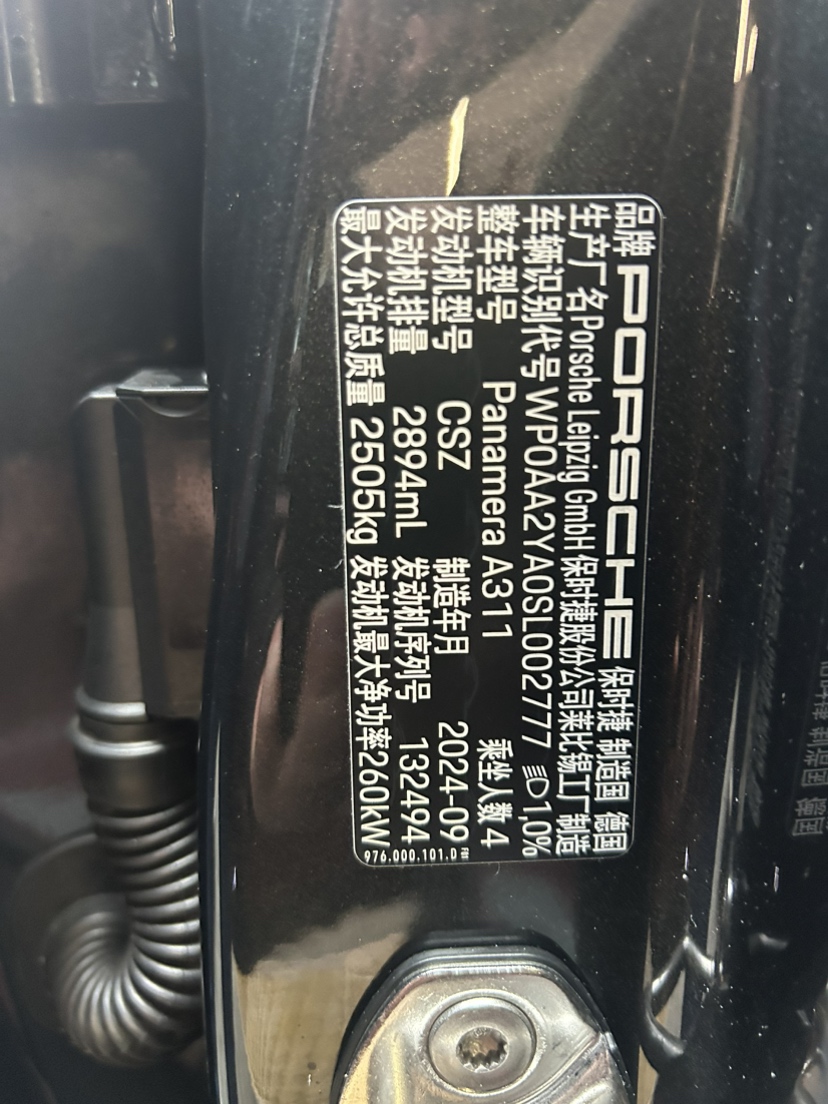 品牌 PORSCHE 保时捷 制造国 德国
生产厂名Porsche Leipzig GmbH 保时捷股份公司莱比锡工厂制造
车辆识别代号 WP0AA2YA0SL002777 1,0%
整车型号 Panamera A311 乘坐人数 4
发动机型号 CSZ 制造年月 2024-09
发动机排量 2894mL 发动机序列号 132494
最大允许总质量 2505kg 发动机最大净功率260kW
976.000.101.D